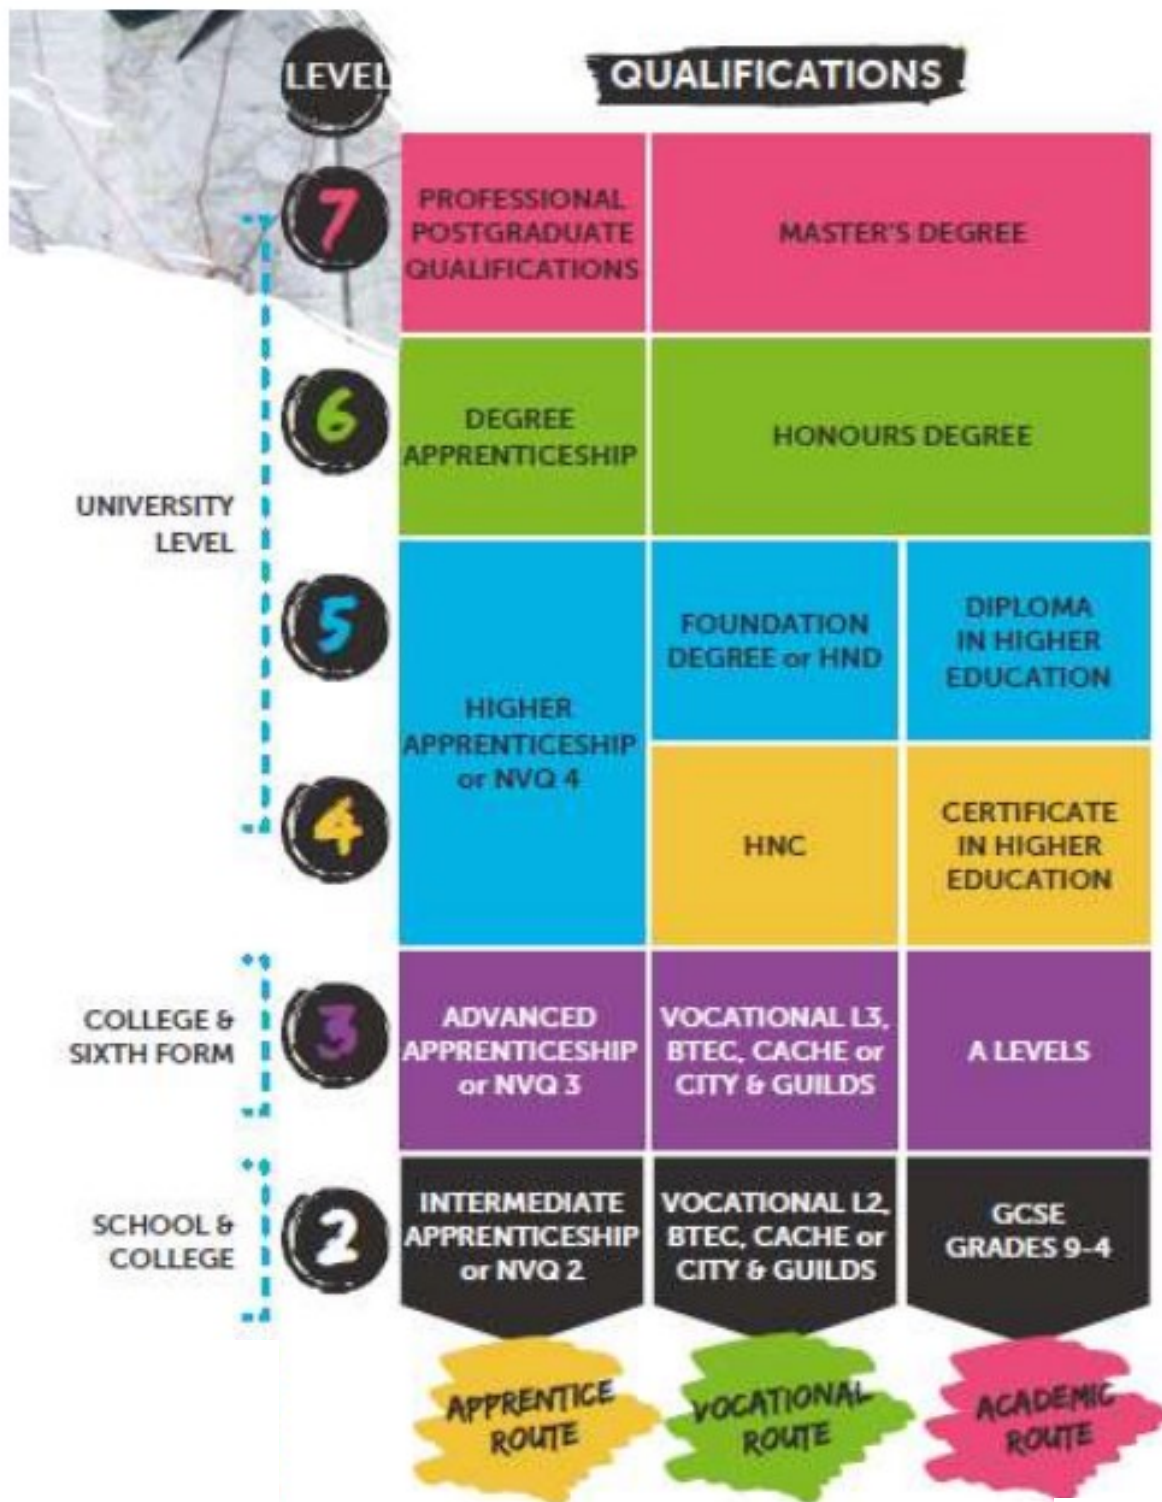 LEVEL
QUALIFICATIONS
7
PROFESSIONAL
POSTGRADUATE
QUALIFICATIONS
MASTER'S DEGREE
6
DEGREE
APPRENTICESHIP
HONOURS DEGREE
UNIVERSITY
LEVEL
5
FOUNDATION
DEGREE or HND
DIPLOMA
IN HIGHER
EDUCATION
HIGHER
APPRENTICESHIP
or NVQ 4
4
HNC
CERTIFICATE
IN HIGHER
EDUCATION
COLLEGE &
SIXTH FORM
3
ADVANCED
APPRENTICESHIP
or NVQ 3
VOCATIONAL L3,
BTEC, CACHE or
CITY & GUILDS
A LEVELS
SCHOOL &
COLLEGE
2
INTERMEDIATE
APPRENTICESHIP
or NVQ 2
VOCATIONAL L2,
BTEC, CACHE or
CITY & GUILDS
GCSE
GRADES 9-4
APPRENTICE
ROUTE
VOCATIONAL
ROUTE
ACADEMIC
ROUTE